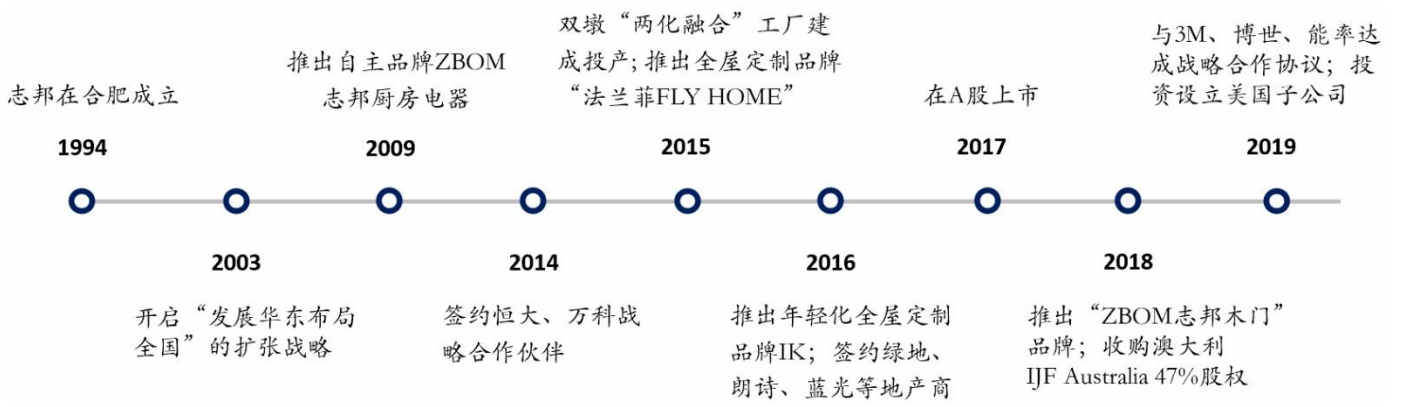 志邦在合肥成立
1994
2003
开启“发展华东布局
全国”的扩张战略
推出自主品牌ZBOM
志邦厨房电器
2009
2014
签约恒大、万科战
略合作伙伴
双墩“两化融合”工厂建
成投产;推出全屋定制品牌
“法兰菲FLY HOME”
2015
2016
推出年轻化全屋定制
品牌IK；签约绿地、
朗诗、蓝光等地产商
在A股上市
2017
2018
推出“ZBOM志邦木门”
品牌；收购澳大利
IJF Australia 47%股权
与3M、博世、能率达
成战略合作协议；投
资设立美国子公司
2019